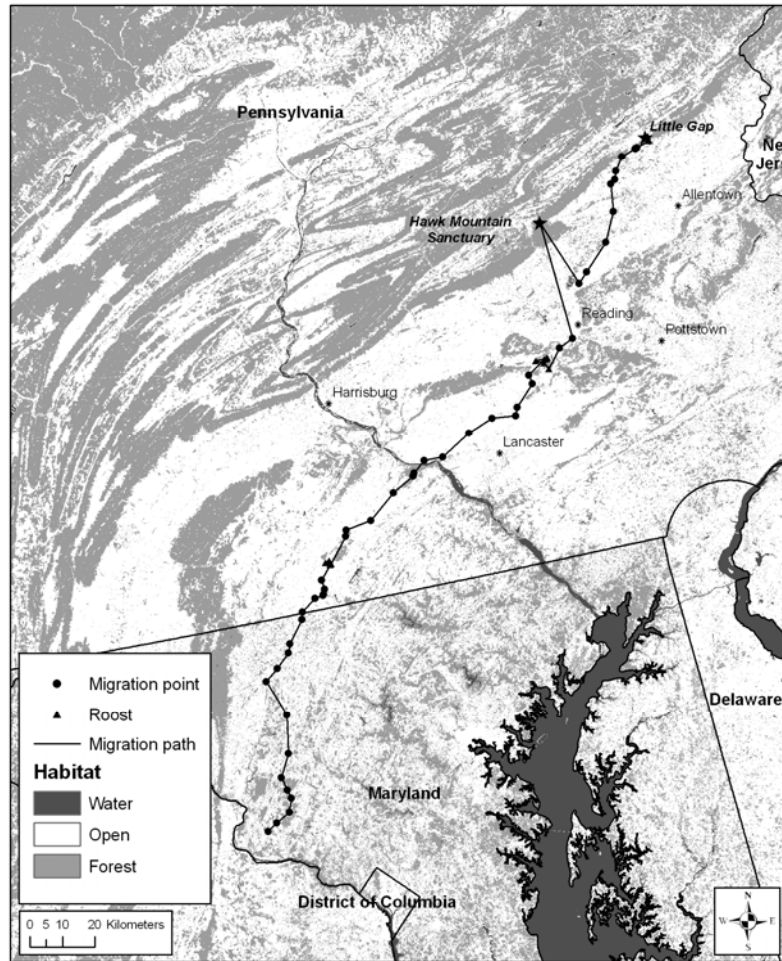 Pennsylvania
Little Gap
Ne
Jer
Allentown
Hawk Mountain
Sanctuary
Reading
Pottstown
Harrisburg
Lancaster
Migration point
Roost
Migration path
Habitat
Water
Open
Forest
Delaware
Maryland
District of Columbia
0 5 10 20 Kilometers
N
W E
S